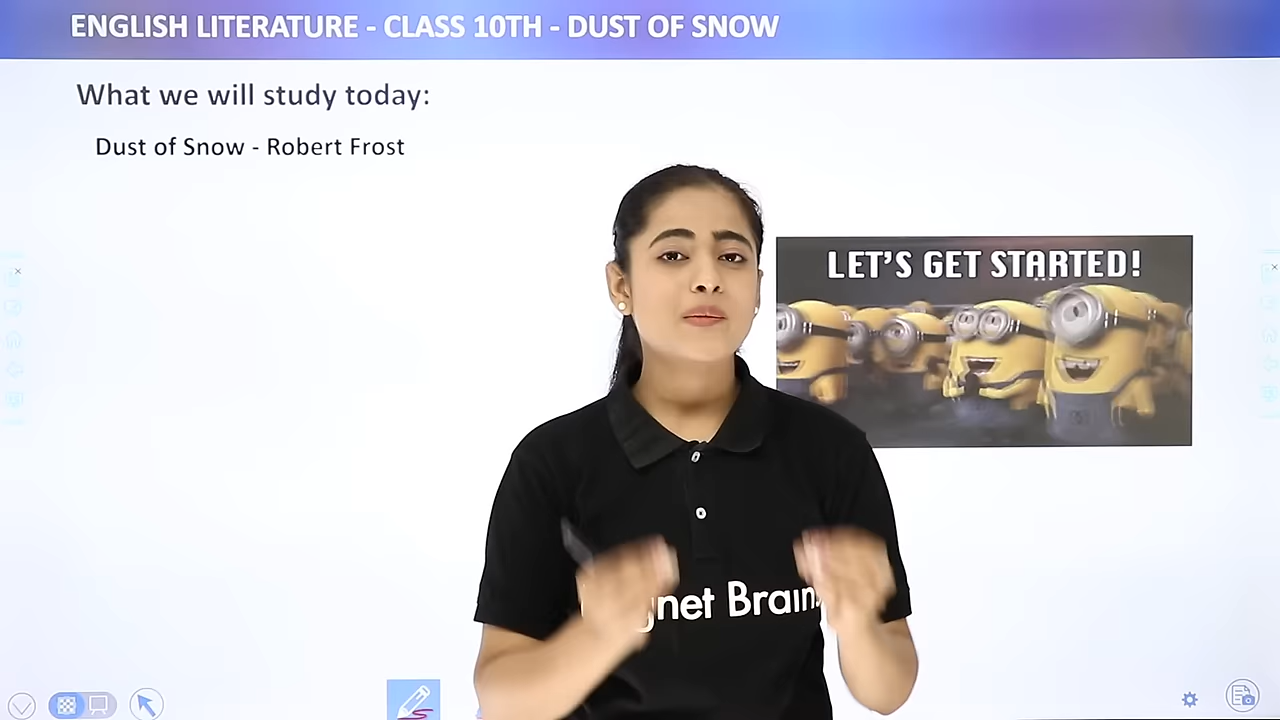 ENGLISH LITERATURE - CLASS 10TH - DUST OF SNOW
What we will study today:
Dust of Snow - Robert Frost
LET'S GET STARTED!
Brain